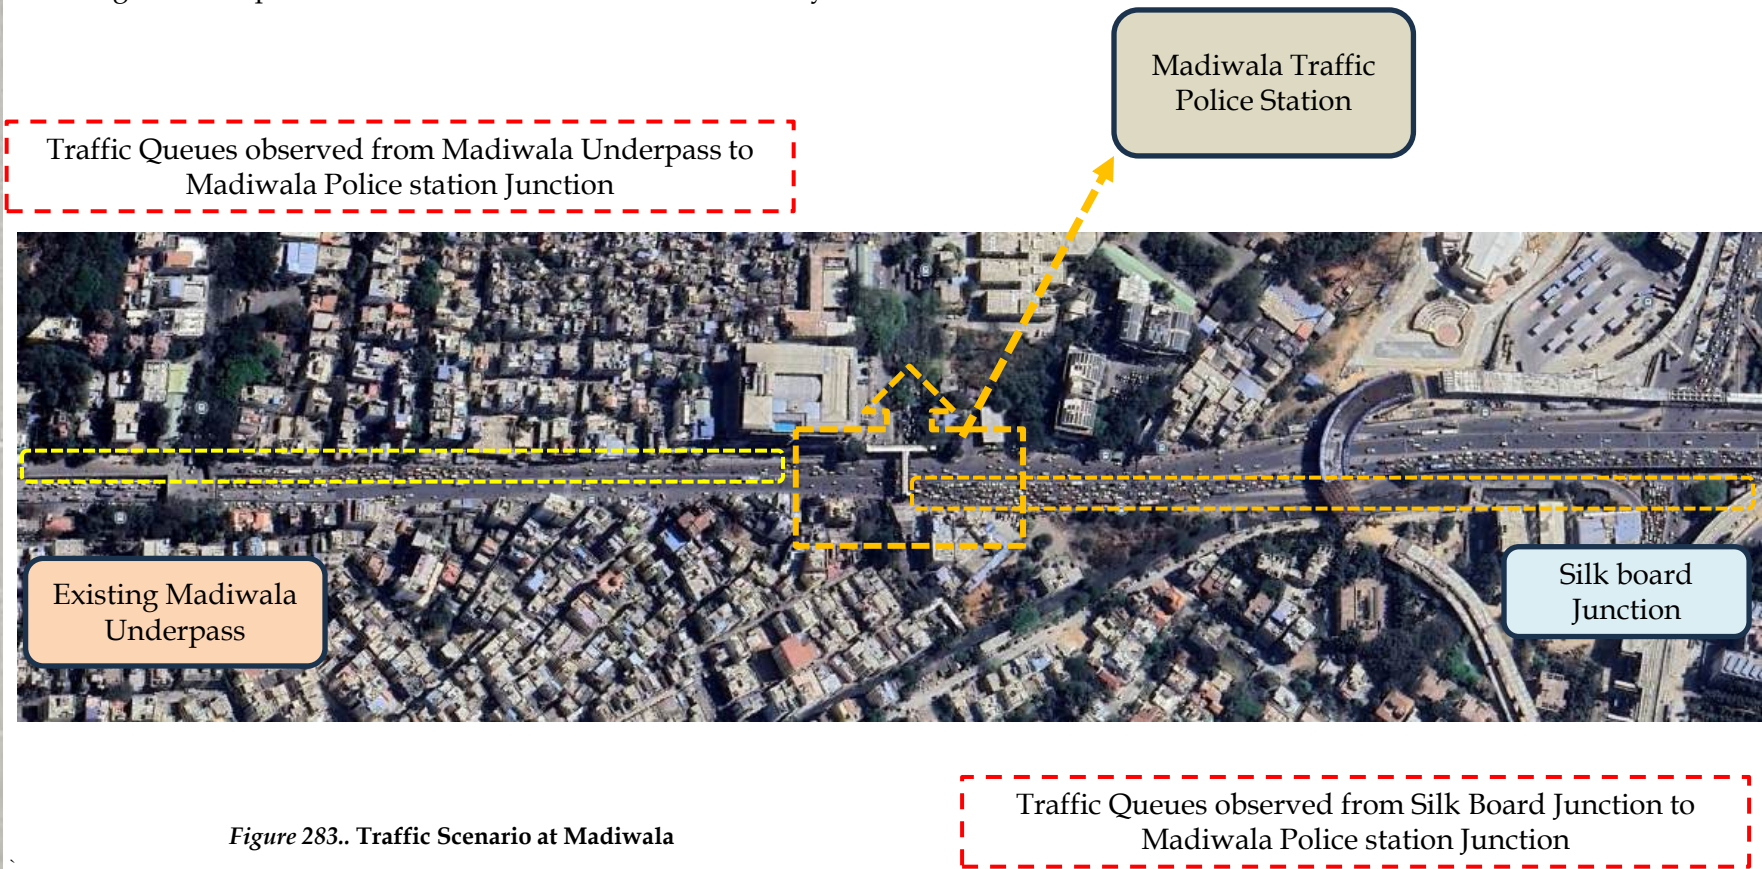 Madiwala Traffic
Police Station
Traffic Queues observed from Madiwala Underpass to
Madiwala Police station Junction
Existing Madiwala
Underpass
Silk board
Junction
Traffic Queues observed from Silk Board Junction to
Madiwala Police station Junction
Figure 283.. Traffic Scenario at Madiwala
`